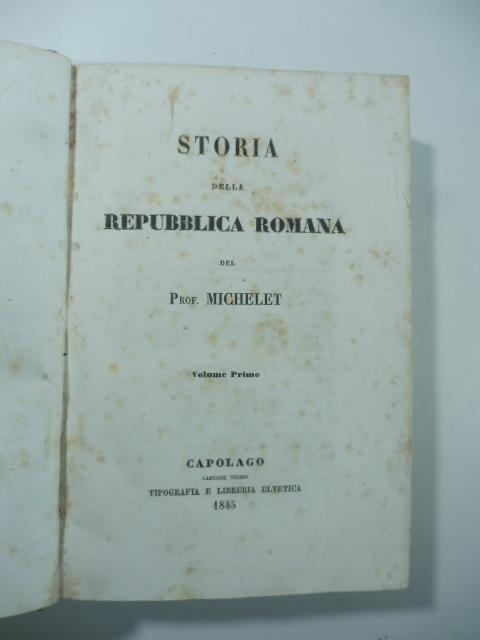 STORIA
DELLA
REPUBBLICA ROMANA
DEL
PROF. MICHELET
Volume Primo
CAPOLAGO
CANTONE TICINO
TIPOGRAFIA E LIBRERIA ELVETICA
1845